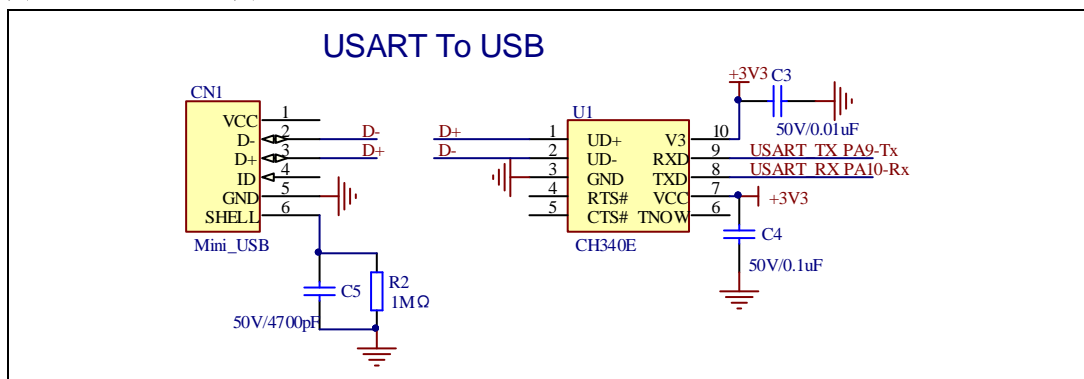 USART To USB
CN1
VCC 1
D- 2 D-
D+ 3 D+
ID 4
GND 5
SHELL 6
Mini_USB
C5
50V/4700pF
R2
1MΩ
U1
D+ 1 UD+ V3 10
D- 2 UD- RXD 9 USART_TX PA9-Tx
3 GND TXD 8 USART_RX PA10-Rx
4 RTS# VCC 7 +3V3
5 CTS# TNOW 6
CH340E
+3V3
C3
50V/0.01uF
C4
50V/0.1uF